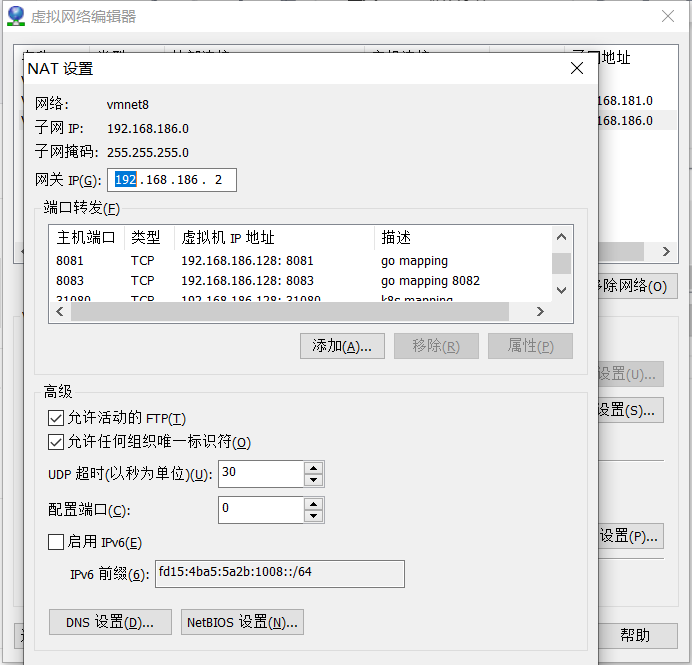 虚拟网络编辑器
NAT 设置
地址
网络: vmnet8
168.181.0
子网 IP: 192.168.186.0
168.186.0
子网掩码: 255.255.255.0
网关 IP(G): 192.168.186. 2
端口转发(F)
主机端口 类型 虚拟机 IP 地址 描述
8081 TCP 192.168.186.128: 8081 go mapping
8083 TCP 192.168.186.128: 8083 go mapping 8082
31080 TCP 192.168.186.128: 31080 k8s mapping
除网络(O)
添加(A)... 移除(R) 属性(P)
设置(U)...
高级
设置(S)...
允许活动的 FTP(T)
允许任何组织唯一标识符(O)
UDP 超时(以秒为单位)(U): 30
配置端口(C): 0
设置(P)...
启用 IPv6(E)
IPv6 前缀(6): fd15:4ba5:5a2b:1008::/64
DNS 设置(D)... NetBIOS 设置(N)...
帮助